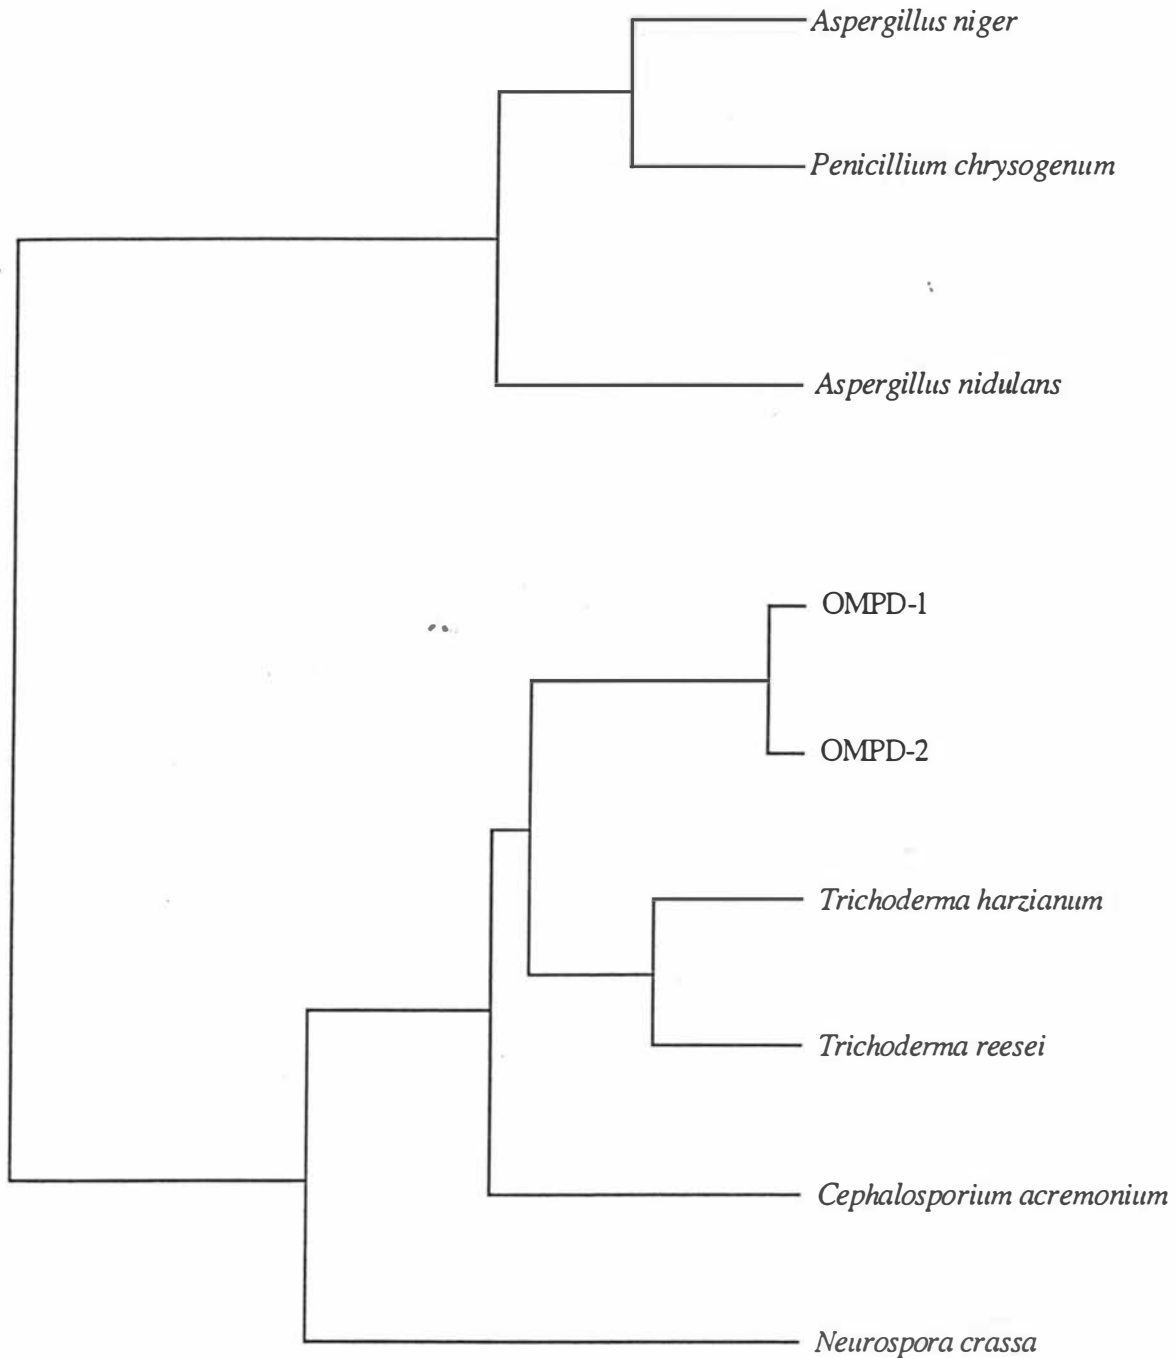 Aspergillus niger
Penicillium chrysogenum
Aspergillus nidulans
OMPD-1
OMPD-2
Trichoderma harzianum
Trichoderma reesei
Cephalosporium acremonium
Neurospora crassa